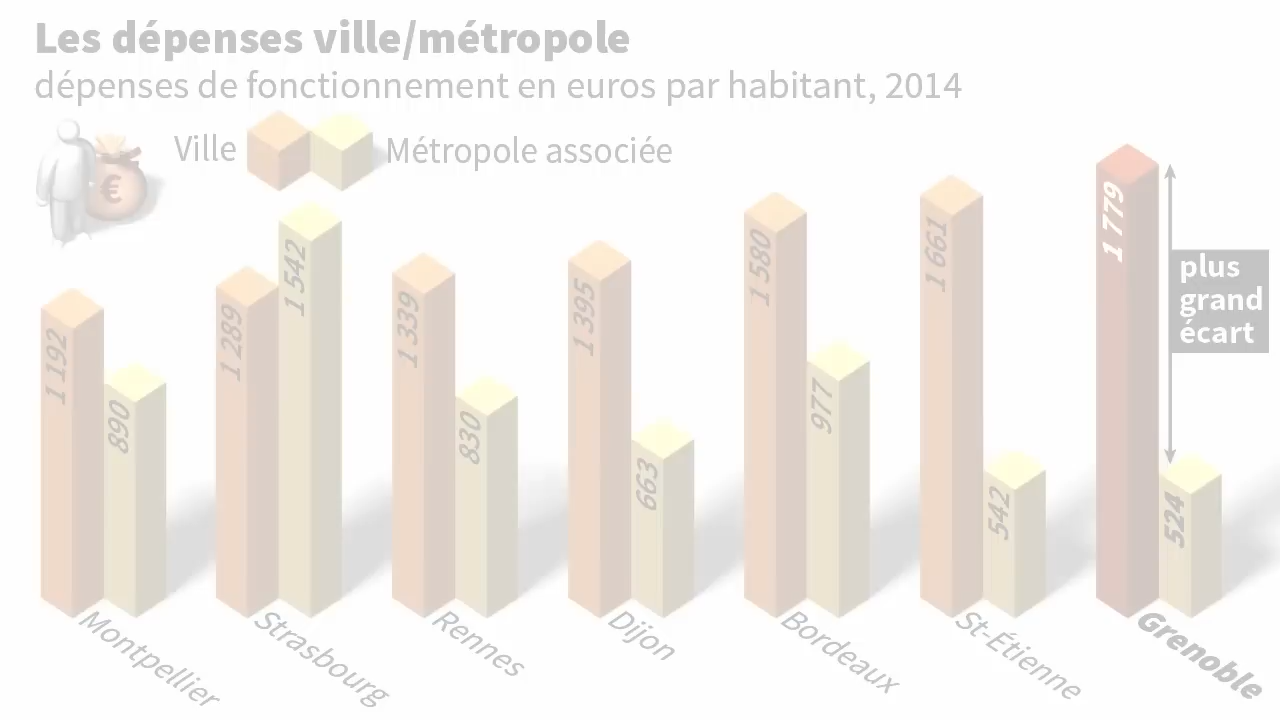 Les dépenses ville/métropole
dépenses de fonctionnement en euros par habitant, 2014
Ville
Métropole associée
€
1 192
890
1 289
1 542
1 339
830
1 395
663
1 580
977
1 661
542
1 779
524
plus
grand
écart
Montpellier
Strasbourg
Rennes
Dijon
Bordeaux
St-Étienne
Grenoble